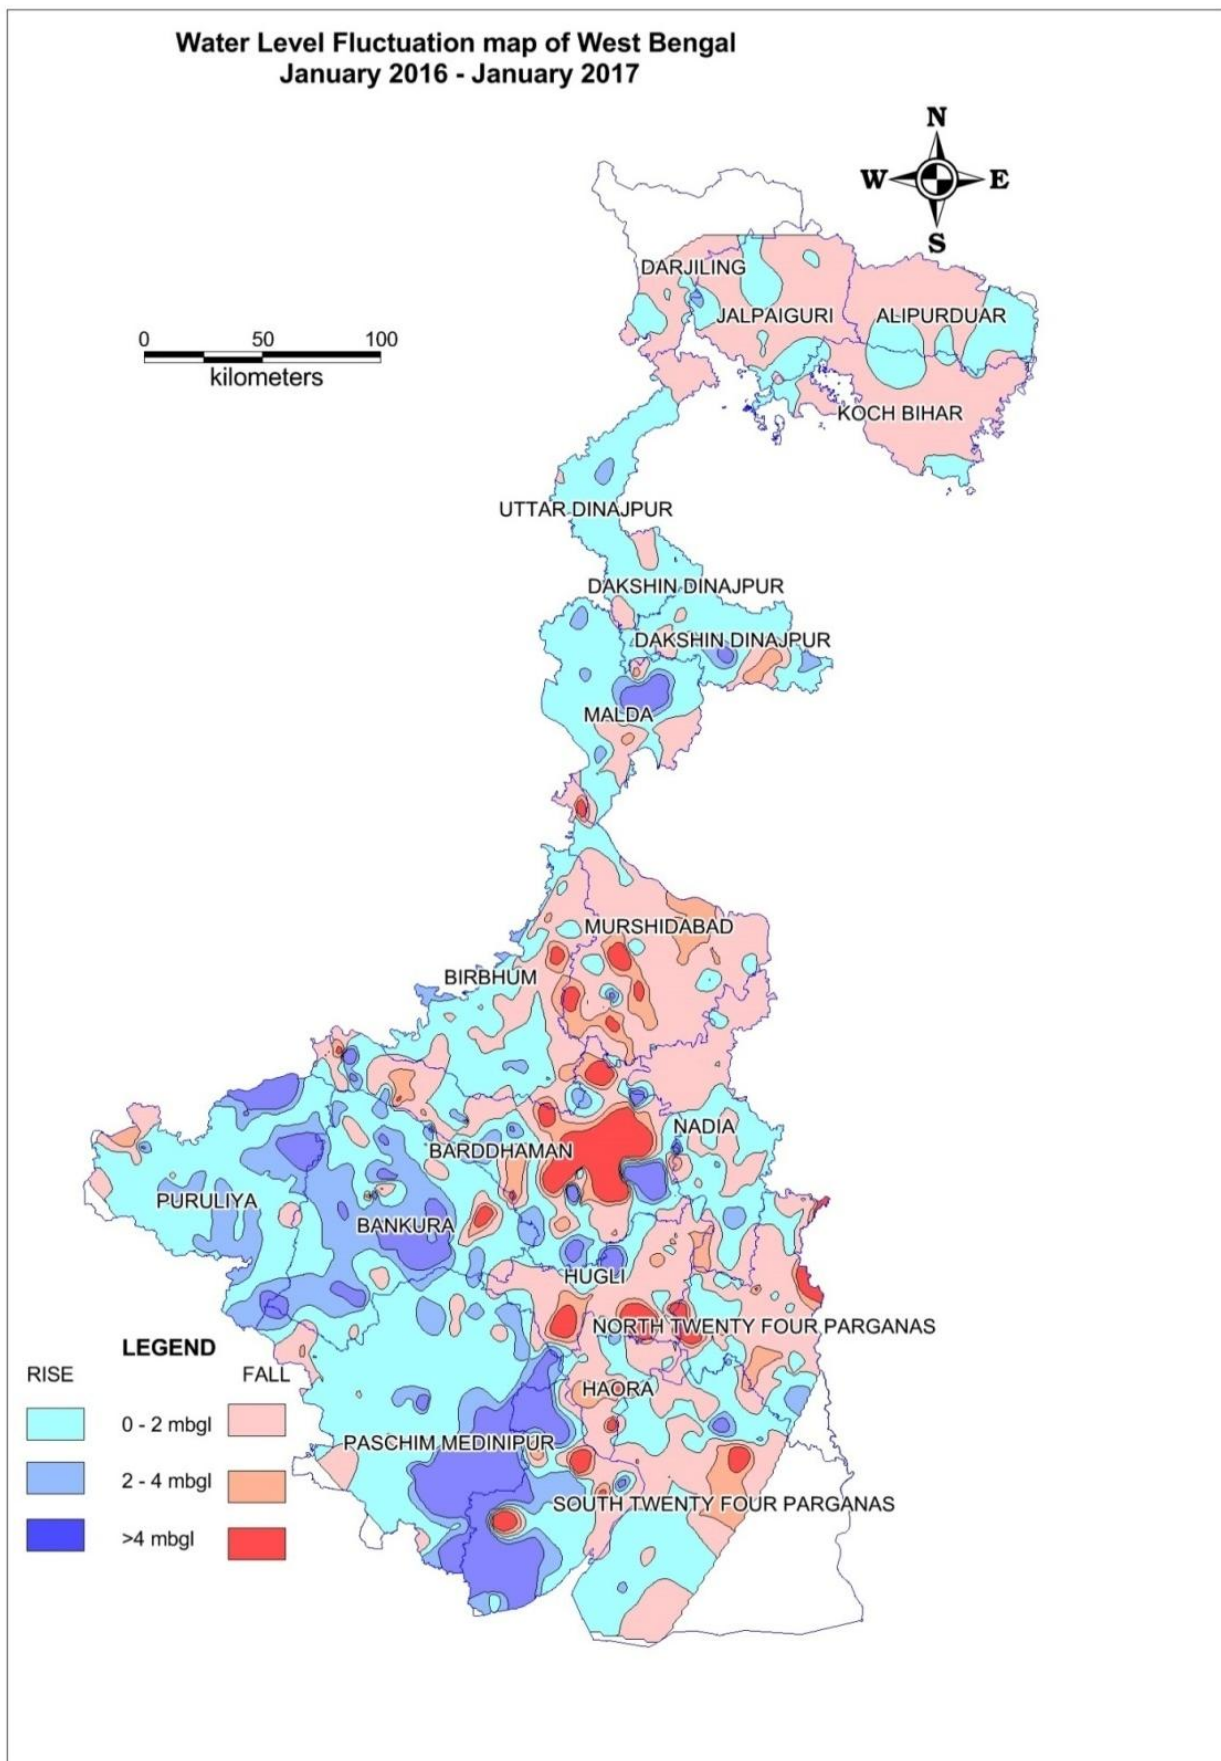 Water Level Fluctuation map of West Bengal
January 2016 - January 2017
N
W E
S
DARJILING
JALPAIGURI ALIPURDUAR
0 50 100
kilometers
KOCH BIHAR
UTTAR DINAJPUR
DAKSHIN DINAJPUR
DAKSHIN DINAJPUR
MALDA
MURSHIDABAD
BIRBHUM
NADIA
BARDDHAMAN
PURULIYA
BANKURA
HUGLI
NORTH TWENTY FOUR PARGANAS
HAORA
PASCHIM MEDINIPUR
SOUTH TWENTY FOUR PARGANAS
LEGEND
RISE FALL
0 - 2 mbgl
2 - 4 mbgl
>4 mbgl